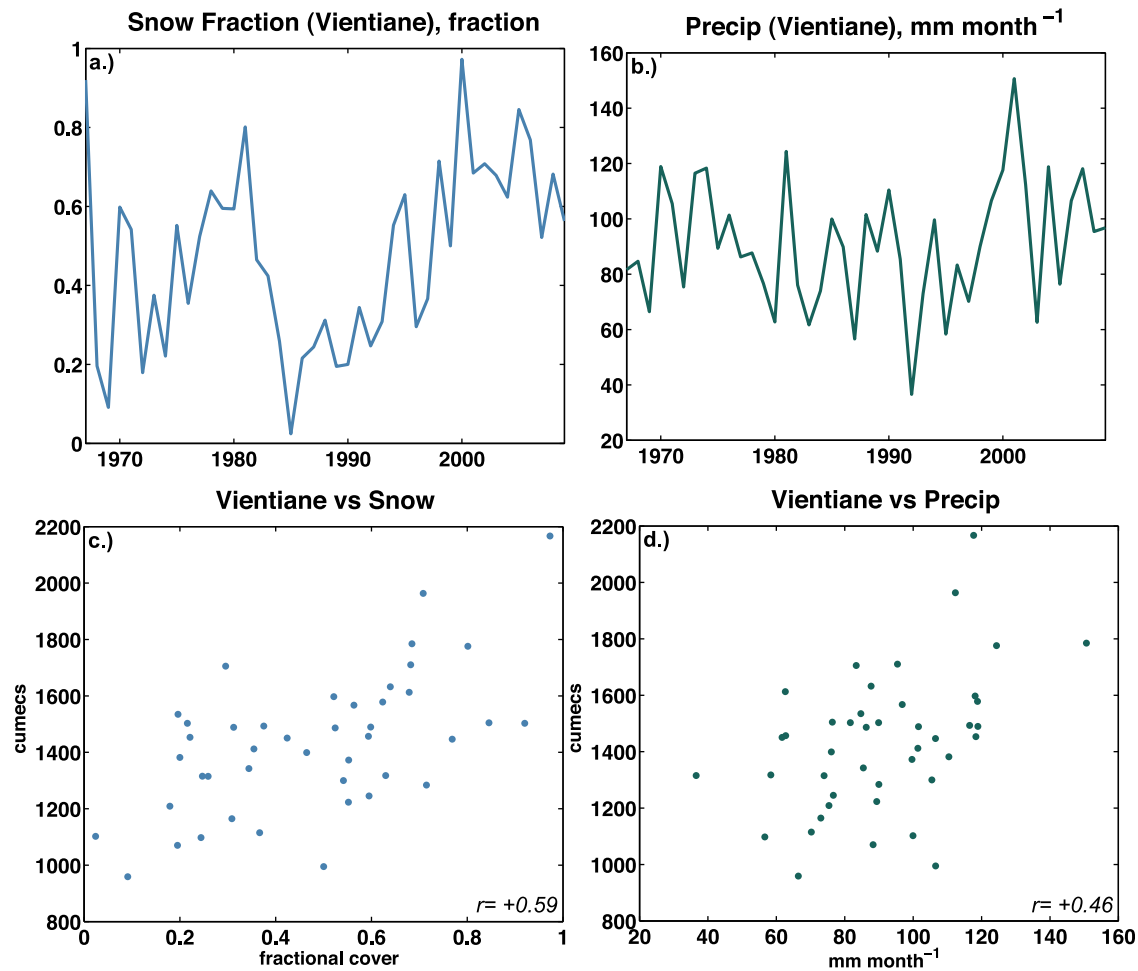 Snow Fraction (Vientiane), fraction
a.)
1
0.8
0.6
0.4
0.2
0
1970 1980 1990 2000
Precip (Vientiane), mm month⁻¹
b.)
160
140
120
100
80
60
40
20
1970 1980 1990 2000
Vientiane vs Snow
c.)
2200
2000
1800
1600
1400
1200
1000
800
cumecs
r= +0.59
0 0.2 0.4 0.6 0.8 1
fractional cover
Vientiane vs Precip
d.)
2200
2000
1800
1600
1400
1200
1000
800
cumecs
r= +0.46
20 40 60 80 100 120 140 160
mm month⁻¹